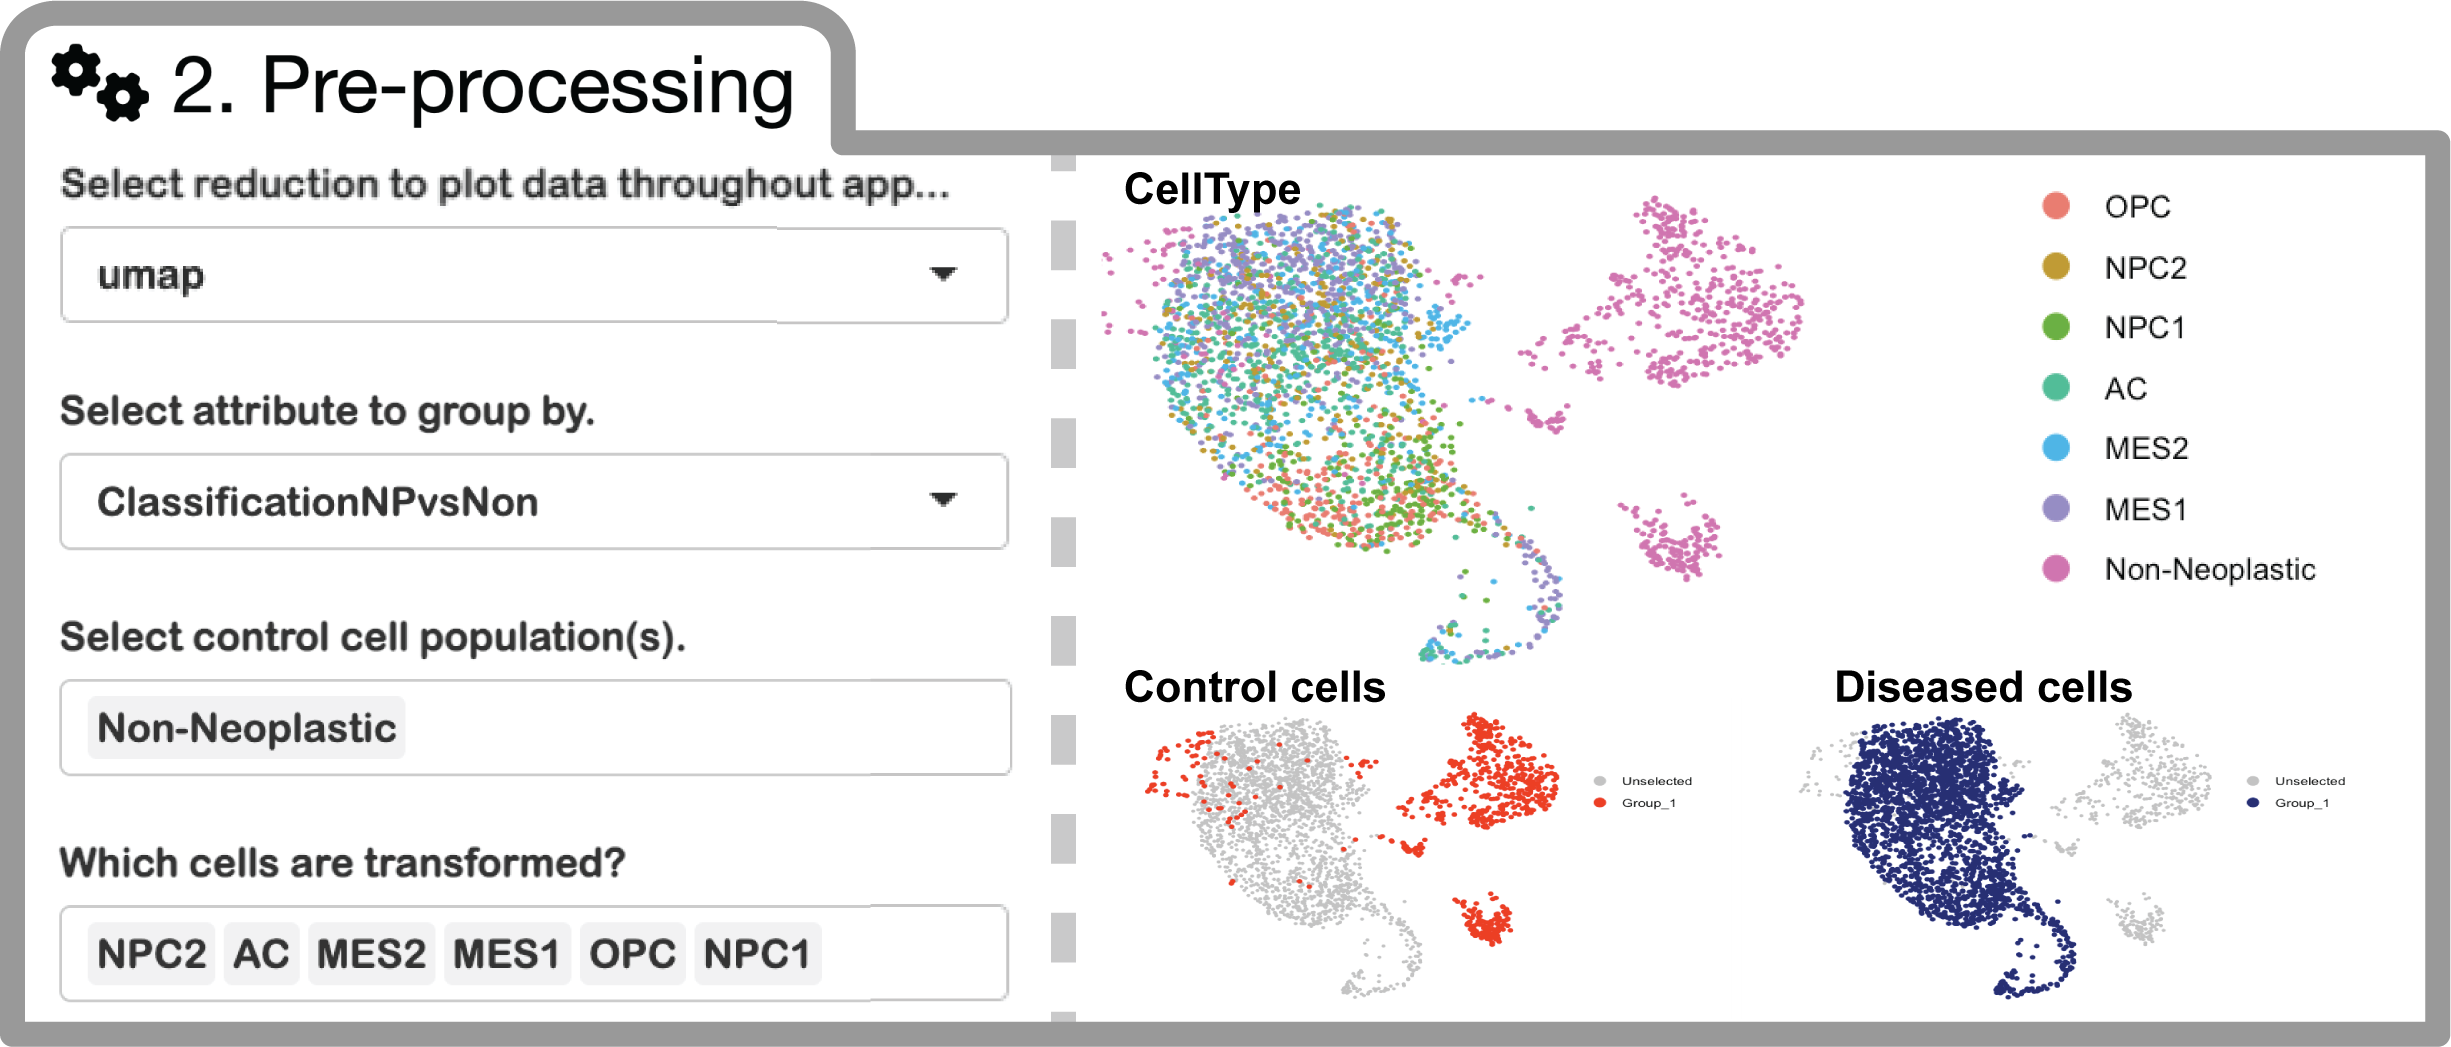 2. Pre-processing
Select reduction to plot data throughout app...
umap
Select attribute to group by.
ClassificationNPvsNon
Select control cell population(s).
Non-Neoplastic
Which cells are transformed?
NPC2 AC MES2 MES1 OPC NPC1
CellType
OPC
NPC2
NPC1
AC
MES2
MES1
Non-Neoplastic
Control cells
Unselected
Group_1
Diseased cells
Unselected
Group_1